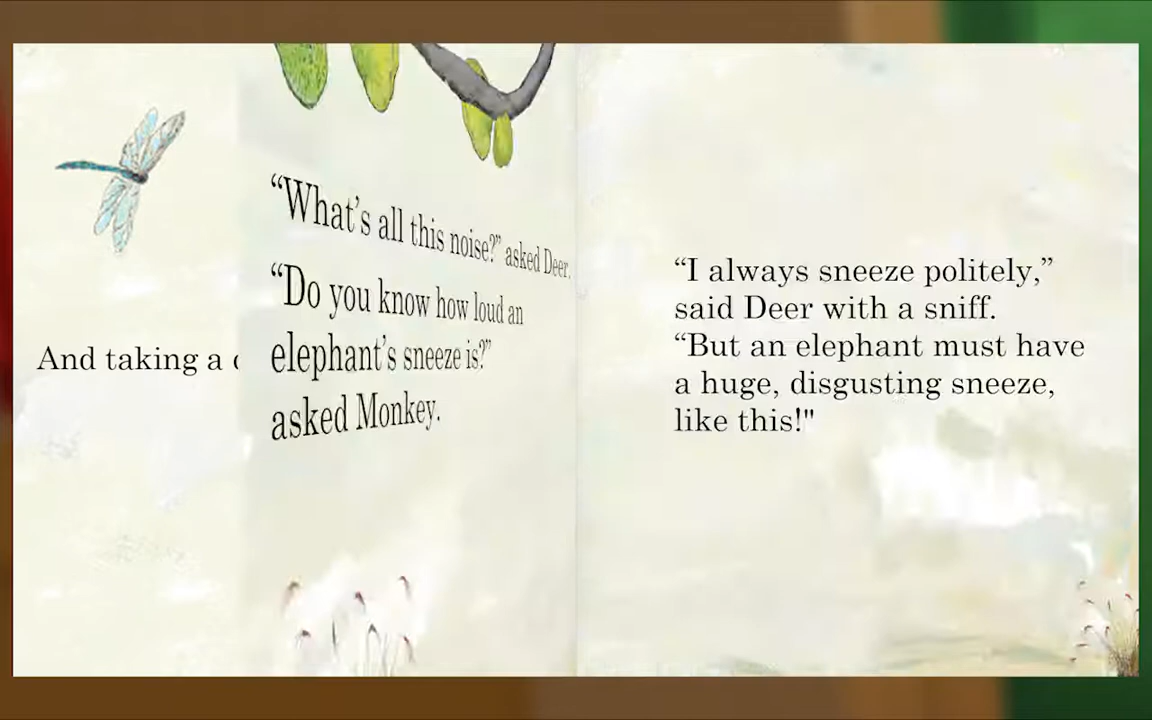 And taking a
“What’s all this noise?” asked Deer.
“Do you know how loud an
elephant’s sneeze is?”
asked Monkey.
“I always sneeze politely,”
said Deer with a sniff.
“But an elephant must have
a huge, disgusting sneeze,
like this!"